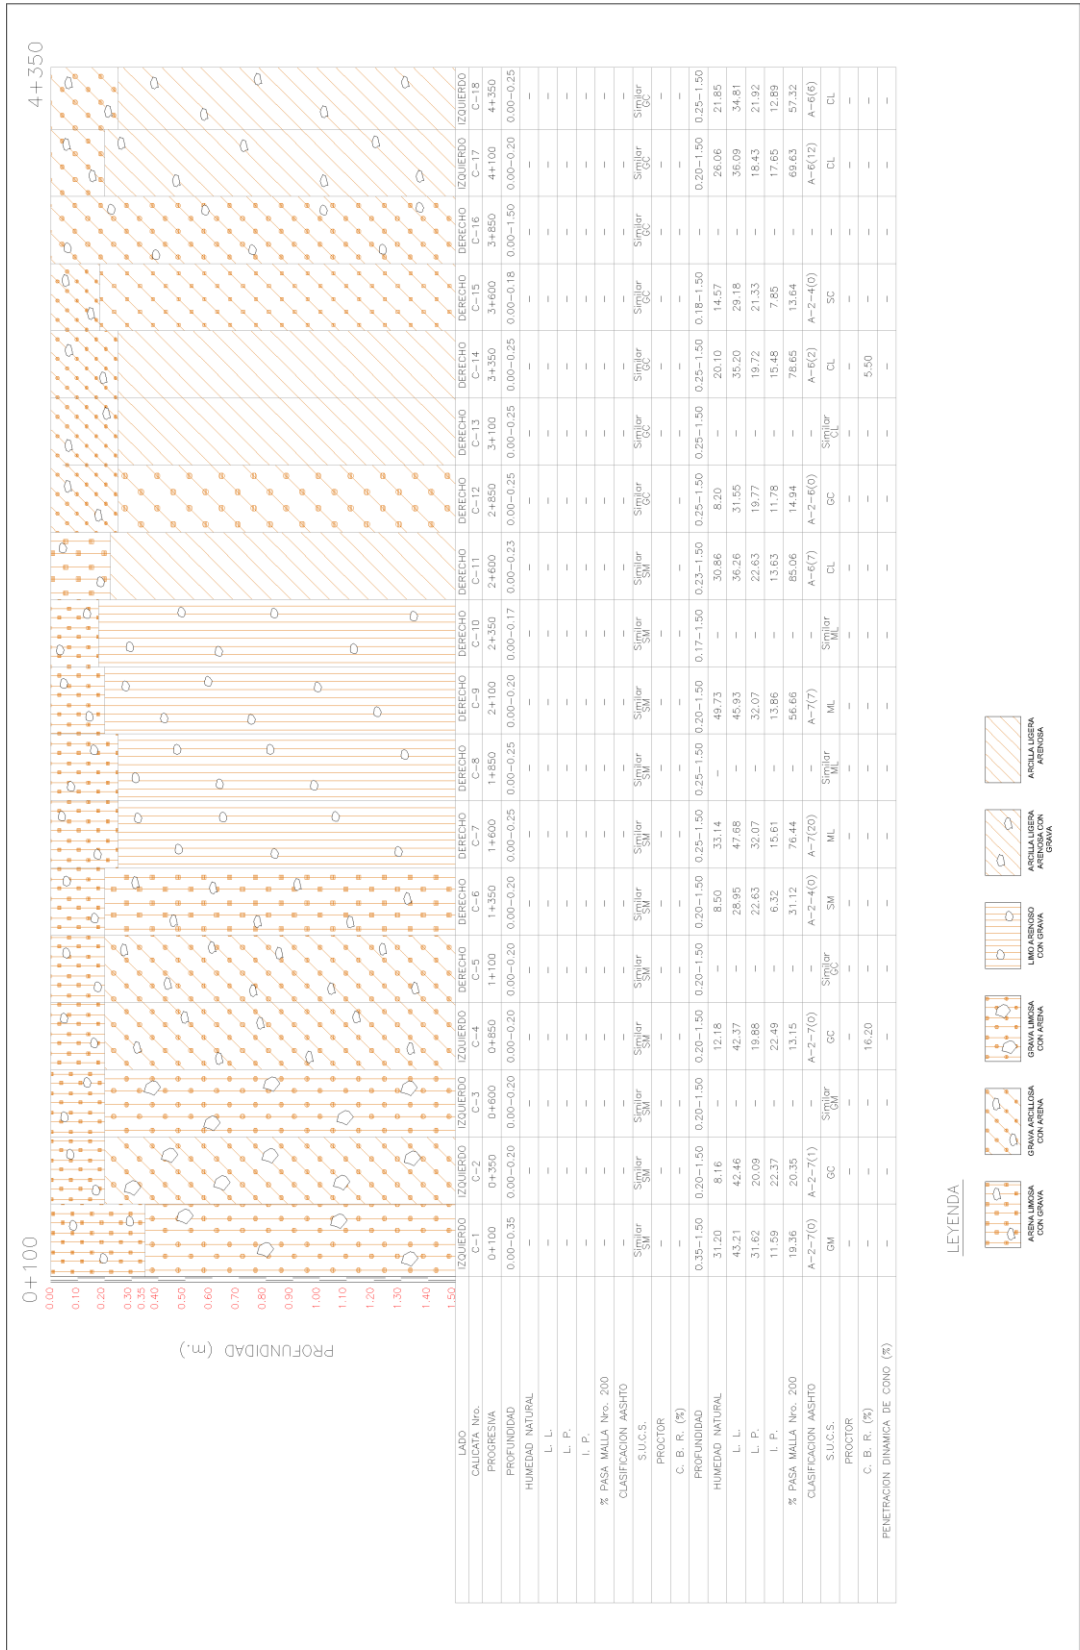 0+100 4+350
PROFUNDIDAD (m.)
0.00
0.10
0.20
0.30
0.35
0.40
0.50
0.60
0.70
0.80
0.90
1.00
1.10
1.20
1.30
1.40
1.50
LADO IZQUIERDO IZQUIERDO IZQUIERDO IZQUIERDO DERECHO DERECHO DERECHO DERECHO DERECHO DERECHO DERECHO DERECHO DERECHO DERECHO DERECHO DERECHO IZQUIERDO IZQUIERDO
CALICATA Nro. C-1 C-2 C-3 C-4 C-5 C-6 C-7 C-8 C-9 C-10 C-11 C-12 C-13 C-14 C-15 C-16 C-17 C-18
PROGRESIVA 0+100 0+350 0+600 0+850 1+100 1+350 1+600 1+850 2+100 2+350 2+600 2+850 3+100 3+350 3+600 3+850 4+100 4+350
PROFUNDIDAD 0.00-0.35 0.00-0.20 0.00-0.20 0.00-0.20 0.00-0.20 0.00-0.20 0.00-0.25 0.00-0.25 0.00-0.20 0.00-0.17 0.00-0.23 0.00-0.25 0.00-0.25 0.00-0.25 0.00-0.18 0.00-1.50 0.00-0.20 0.00-0.25
HUMEDAD NATURAL - - - - - - - - - - - - - - - - - -
L. L. - - - - - - - - - - - - - - - - - -
L. P. - - - - - - - - - - - - - - - - - -
I. P. - - - - - - - - - - - - - - - - - -
% PASA MALLA Nro. 200 - - - - - - - - - - - - - - - - - -
CLASIFICACION AASHTO - - - - - - - - - - - - - - - - - -
S.U.C.S. Similar SM Similar SM Similar SM Similar SM Similar SM Similar SM Similar SM Similar SM Similar SM Similar SM Similar SM Similar GC Similar GC Similar GC Similar GC Similar GC Similar GC Similar GC
PROCTOR - - - - - - - - - - - - - - - - - -
C. B. R. (%) - - - - - - - - - - - - - - - - - -
PROFUNDIDAD 0.35-1.50 0.20-1.50 0.20-1.50 0.20-1.50 0.20-1.50 0.20-1.50 0.25-1.50 0.25-1.50 0.20-1.50 0.17-1.50 0.23-1.50 0.25-1.50 0.25-1.50 0.25-1.50 0.18-1.50 - 0.20-1.50 0.25-1.50
HUMEDAD NATURAL 31.20 8.16 - 12.18 - 8.50 33.14 - 49.73 - 30.86 8.20 - 20.10 14.57 - 26.06 21.85
L. L. 43.21 42.46 - 42.37 - 28.95 47.68 - 45.93 - 36.26 31.55 - 35.20 29.18 - 36.09 34.81
L. P. 31.62 20.09 - 19.88 - 22.63 32.07 - 32.07 - 22.63 19.77 - 19.72 21.33 - 18.43 21.92
I. P. 11.59 22.37 - 22.49 - 6.32 15.61 - 13.86 - 13.63 11.78 - 15.48 7.85 - 17.65 12.89
% PASA MALLA Nro. 200 19.36 20.35 - 13.15 - 31.12 76.44 - 56.66 - 85.06 14.94 - 78.65 13.64 - 69.63 57.32
CLASIFICACION AASHTO A-2-7(0) A-2-7(1) - A-2-7(0) - A-2-4(0) A-7(20) - A-7(7) - A-6(7) A-2-6(0) - A-6(2) A-2-4(0) - A-6(12) A-6(6)
S.U.C.S. GM GC Similar GM GC Similar GC SM ML Similar ML ML Similar ML CL GC Similar CL CL SC - CL CL
PROCTOR - - - - - - - - - - - - - - - - - -
C. B. R. (%) - - - 16.20 - - - - - - - - - 5.50 - - - -
PENETRACION DINAMICA DE CONO (%) - - - - - - - - - - - - - - - - -
LEYENDA
ARENA LIMOSA
CON GRAVA
GRAVA ARCILLOSA
CON ARENA
GRAVA LIMOSA
CON ARENA
LIMO ARENOSO
CON GRAVA
ARCILLA LIGERA
ARENOSA CON
GRAVA
ARCILLA LIGERA
ARENOSA